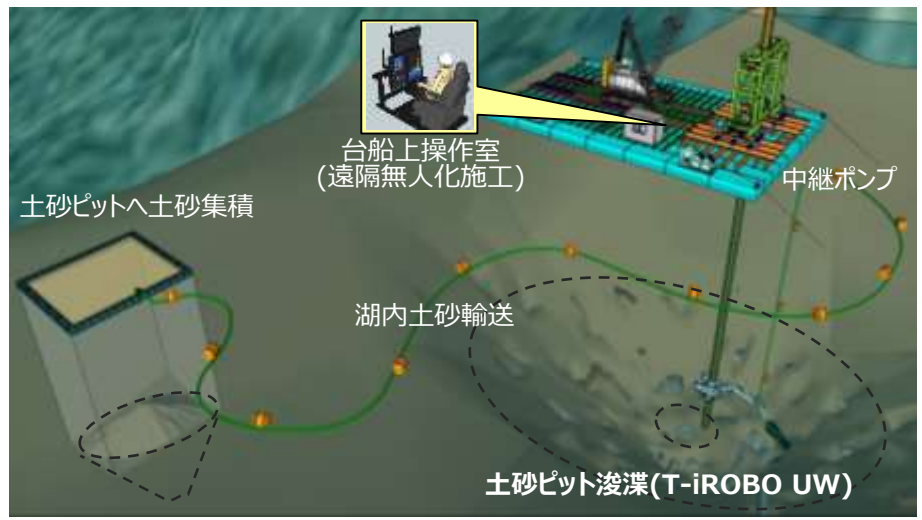 台船上操作室
(遠隔無人化施工)
中継ポンプ
土砂ピットへ土砂集積
湖内土砂輸送
土砂ピット浚渫(T-iROBO UW)